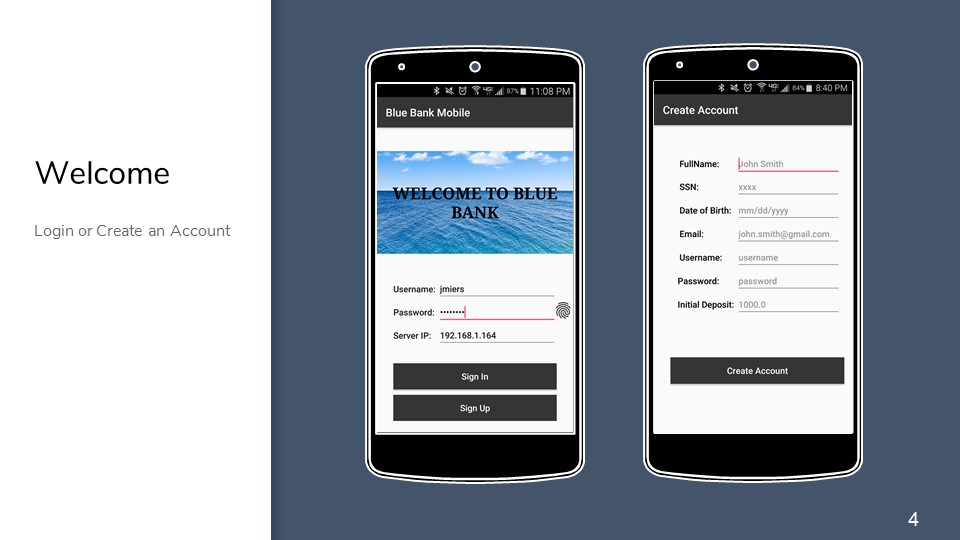 Welcome
Login or Create an Account
87% 11:08 PM
Blue Bank Mobile
WELCOME TO BLUE
BANK
Username: jmiers
Password: ••••••••
Server IP: 192.168.1.164
Sign In
Sign Up
84% 8:40 PM
Create Account
FullName: John Smith
SSN: xxxx
Date of Birth: mm/dd/yyyy
Email: john.smith@gmail.com
Username: username
Password: password
Initial Deposit: 1000.0
Create Account
4